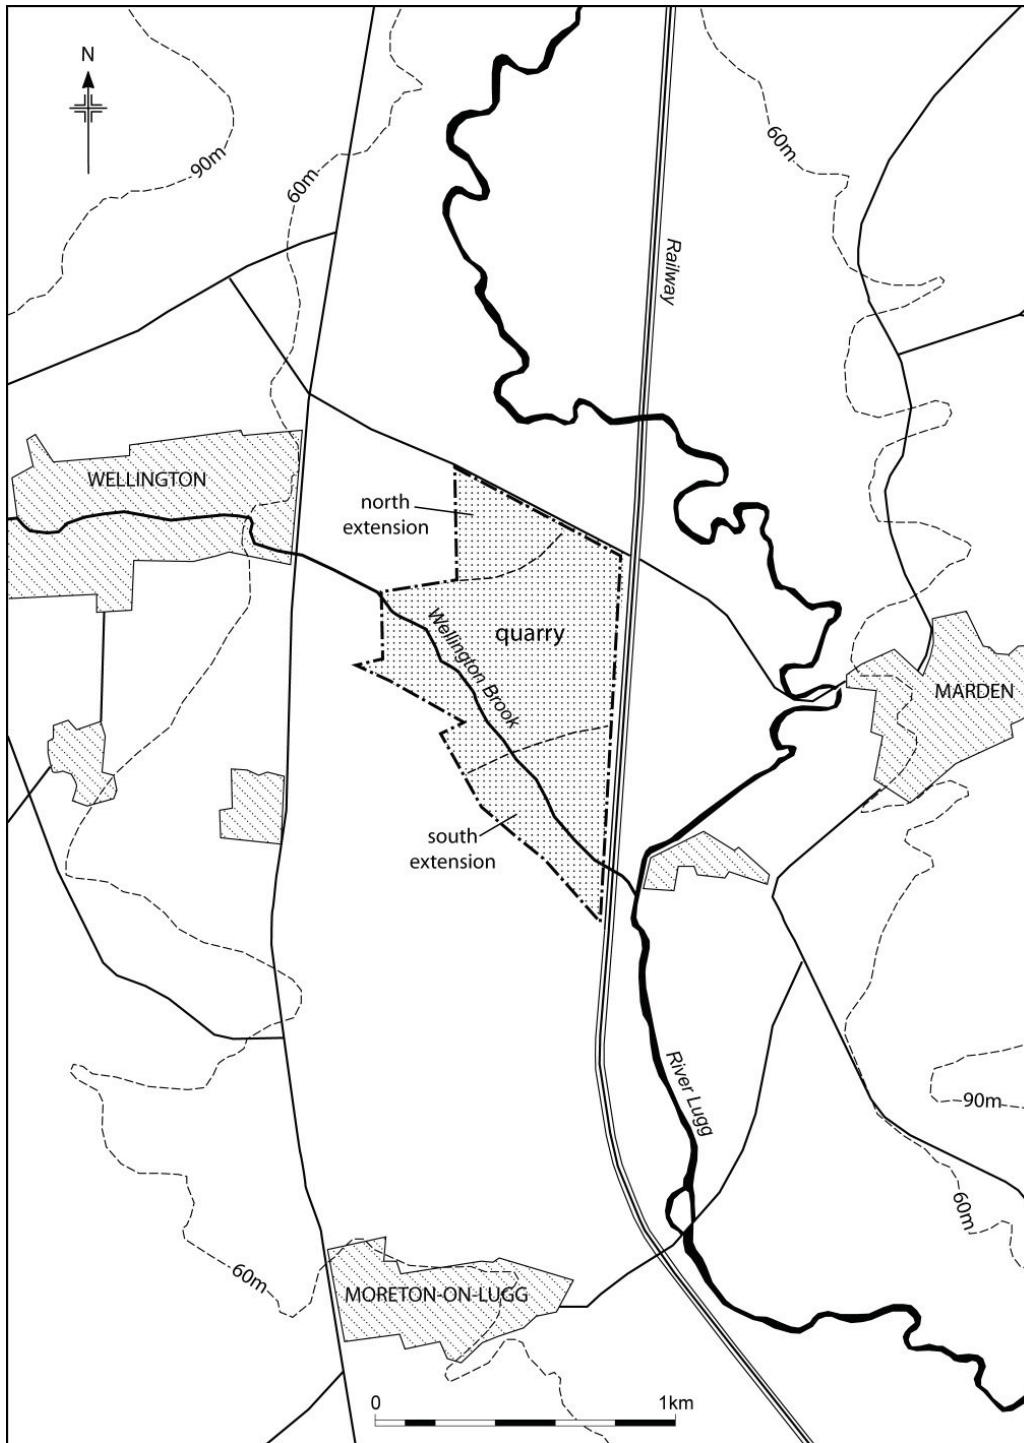 N
90m
60m
60m
Railway
WELLINGTON
north
extension
quarry
Wellington Brook
MARDEN
south
extension
River Lugg
90m
60m
60m
MORETON-ON-LUGG
0
1km